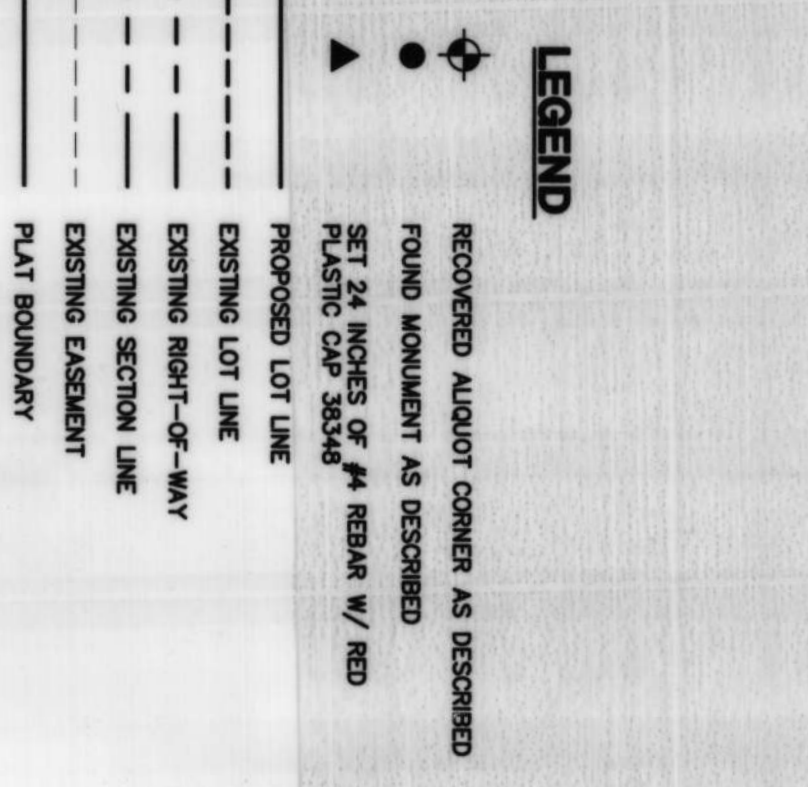 LEGEND
RECOVERED ALIQUOT CORNER AS DESCRIBED
FOUND MONUMENT AS DESCRIBED
SET 24 INCHES OF #4 REBAR W/ RED
PLASTIC CAP 38348
PROPOSED LOT LINE
EXISTING LOT LINE
EXISTING RIGHT-OF-WAY
EXISTING SECTION LINE
EXISTING EASEMENT
PLAT BOUNDARY